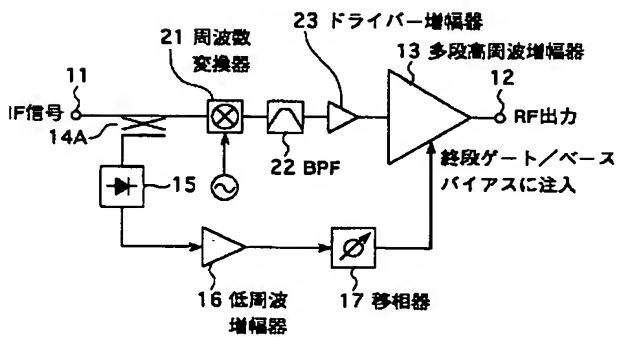 23 ドライバー増幅器
21 周波数
変換器
13 多段高周波増幅器
11
12
IF信号
RF出力
14A
22 BPF
終段ゲート／ベース
バイアスに注入
15
16 低周波
増幅器
17 移相器